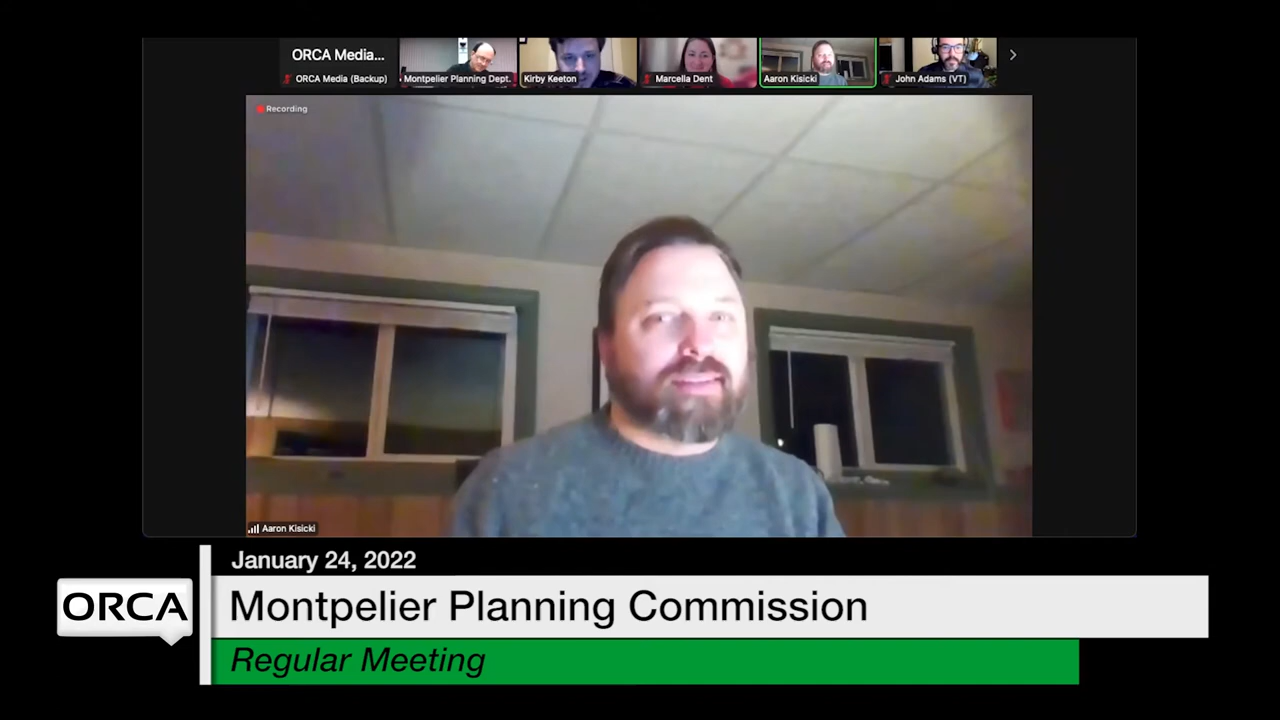 ORCA Media...
ORCA Media (Backup)
Montpelier Planning Dept.
Kirby Keeton
Marcella Dent
Aaron Kisicki
John Adams (VT)
Recording
Aaron Kisicki
January 24, 2022
ORCA
Montpelier Planning Commission
Regular Meeting